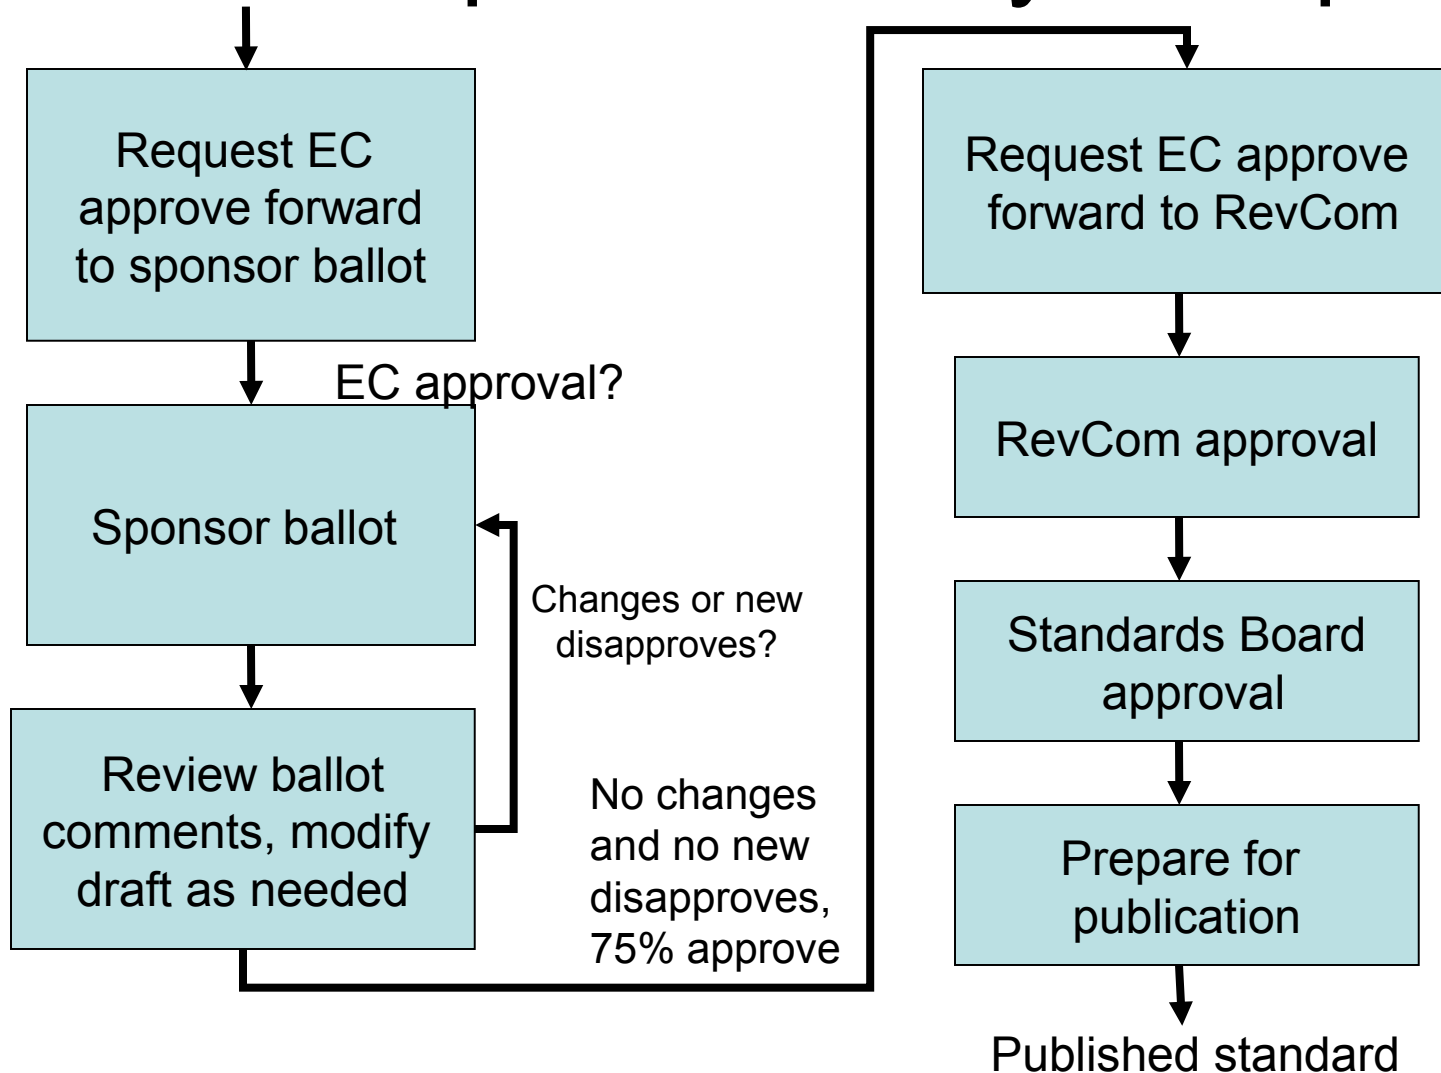 Request EC
approve forward
to sponsor ballot
EC approval?
Sponsor ballot
Changes or new
disapproves?
Review ballot
comments, modify
draft as needed
No changes
and no new
disapproves,
75% approve
Request EC approve
forward to RevCom
RevCom approval
Standards Board
approval
Prepare for
publication
Published standard